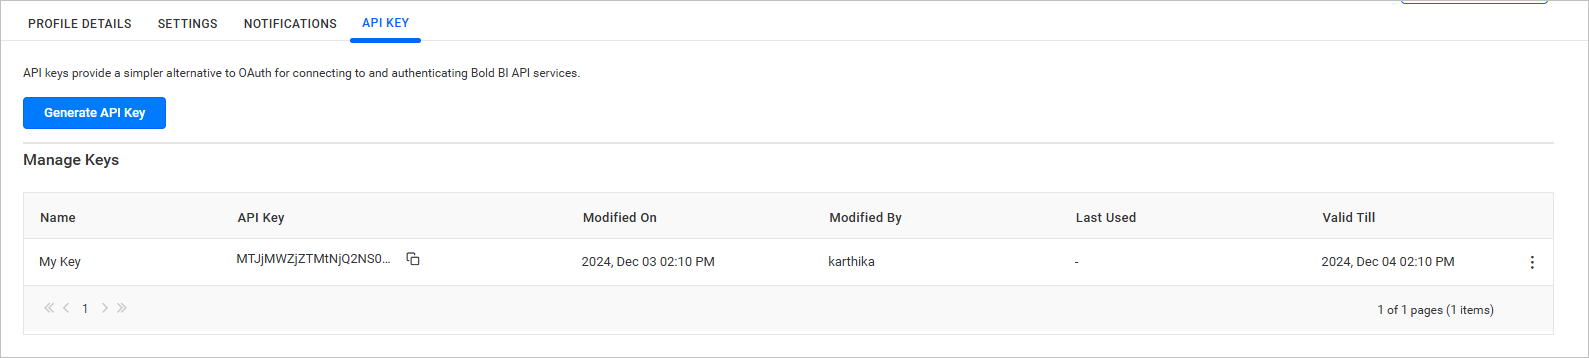 PROFILE DETAILS SETTINGS NOTIFICATIONS API KEY
API keys provide a simpler alternative to OAuth for connecting to and authenticating Bold BI API services.
Generate API Key
Manage Keys
Name API Key Modified On Modified By Last Used Valid Till
My Key MTJjMWZjZTMtNjQ2NS0... 2024, Dec 03 02:10 PM karthika - 2024, Dec 04 02:10 PM
1 1 of 1 pages (1 items)